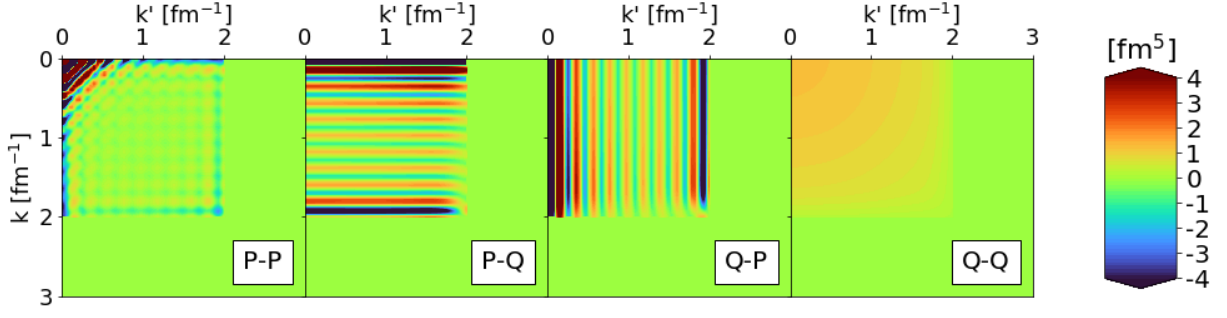 k' [fm⁻¹] k' [fm⁻¹] k' [fm⁻¹] k' [fm⁻¹]
0 1 2 0 1 2 0 1 2 0 1 2 3
[fm⁵]
k [fm⁻¹]
0
1
2
3
P-P P-Q Q-P Q-Q
4
3
2
1
0
-1
-2
-3
-4